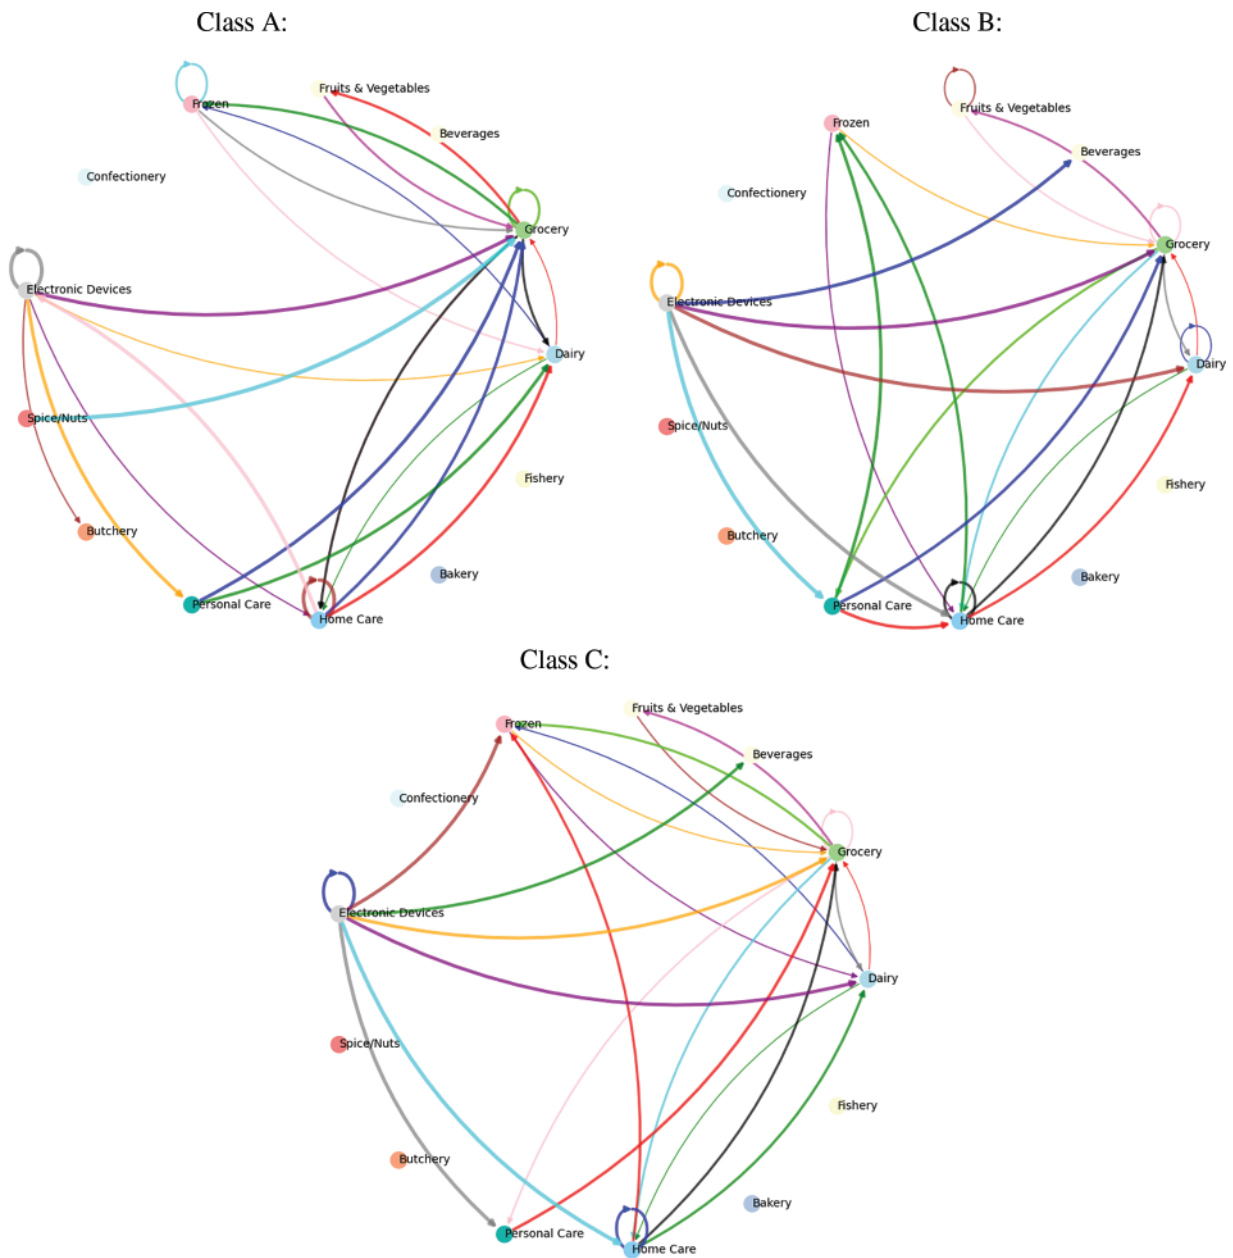 Class A:
Fruits & Vegetables
Frozen
Beverages
Confectionery
Grocery
Electronic Devices
Dairy
Spice/Nuts
Fishery
Butchery
Bakery
Personal Care
Home Care
Class B:
Fruits & Vegetables
Frozen
Beverages
Confectionery
Grocery
Electronic Devices
Dairy
Spice/Nuts
Fishery
Butchery
Bakery
Personal Care
Home Care
Class C:
Fruits & Vegetables
Frozen
Beverages
Confectionery
Grocery
Electronic Devices
Dairy
Spice/Nuts
Fishery
Butchery
Bakery
Personal Care
Home Care